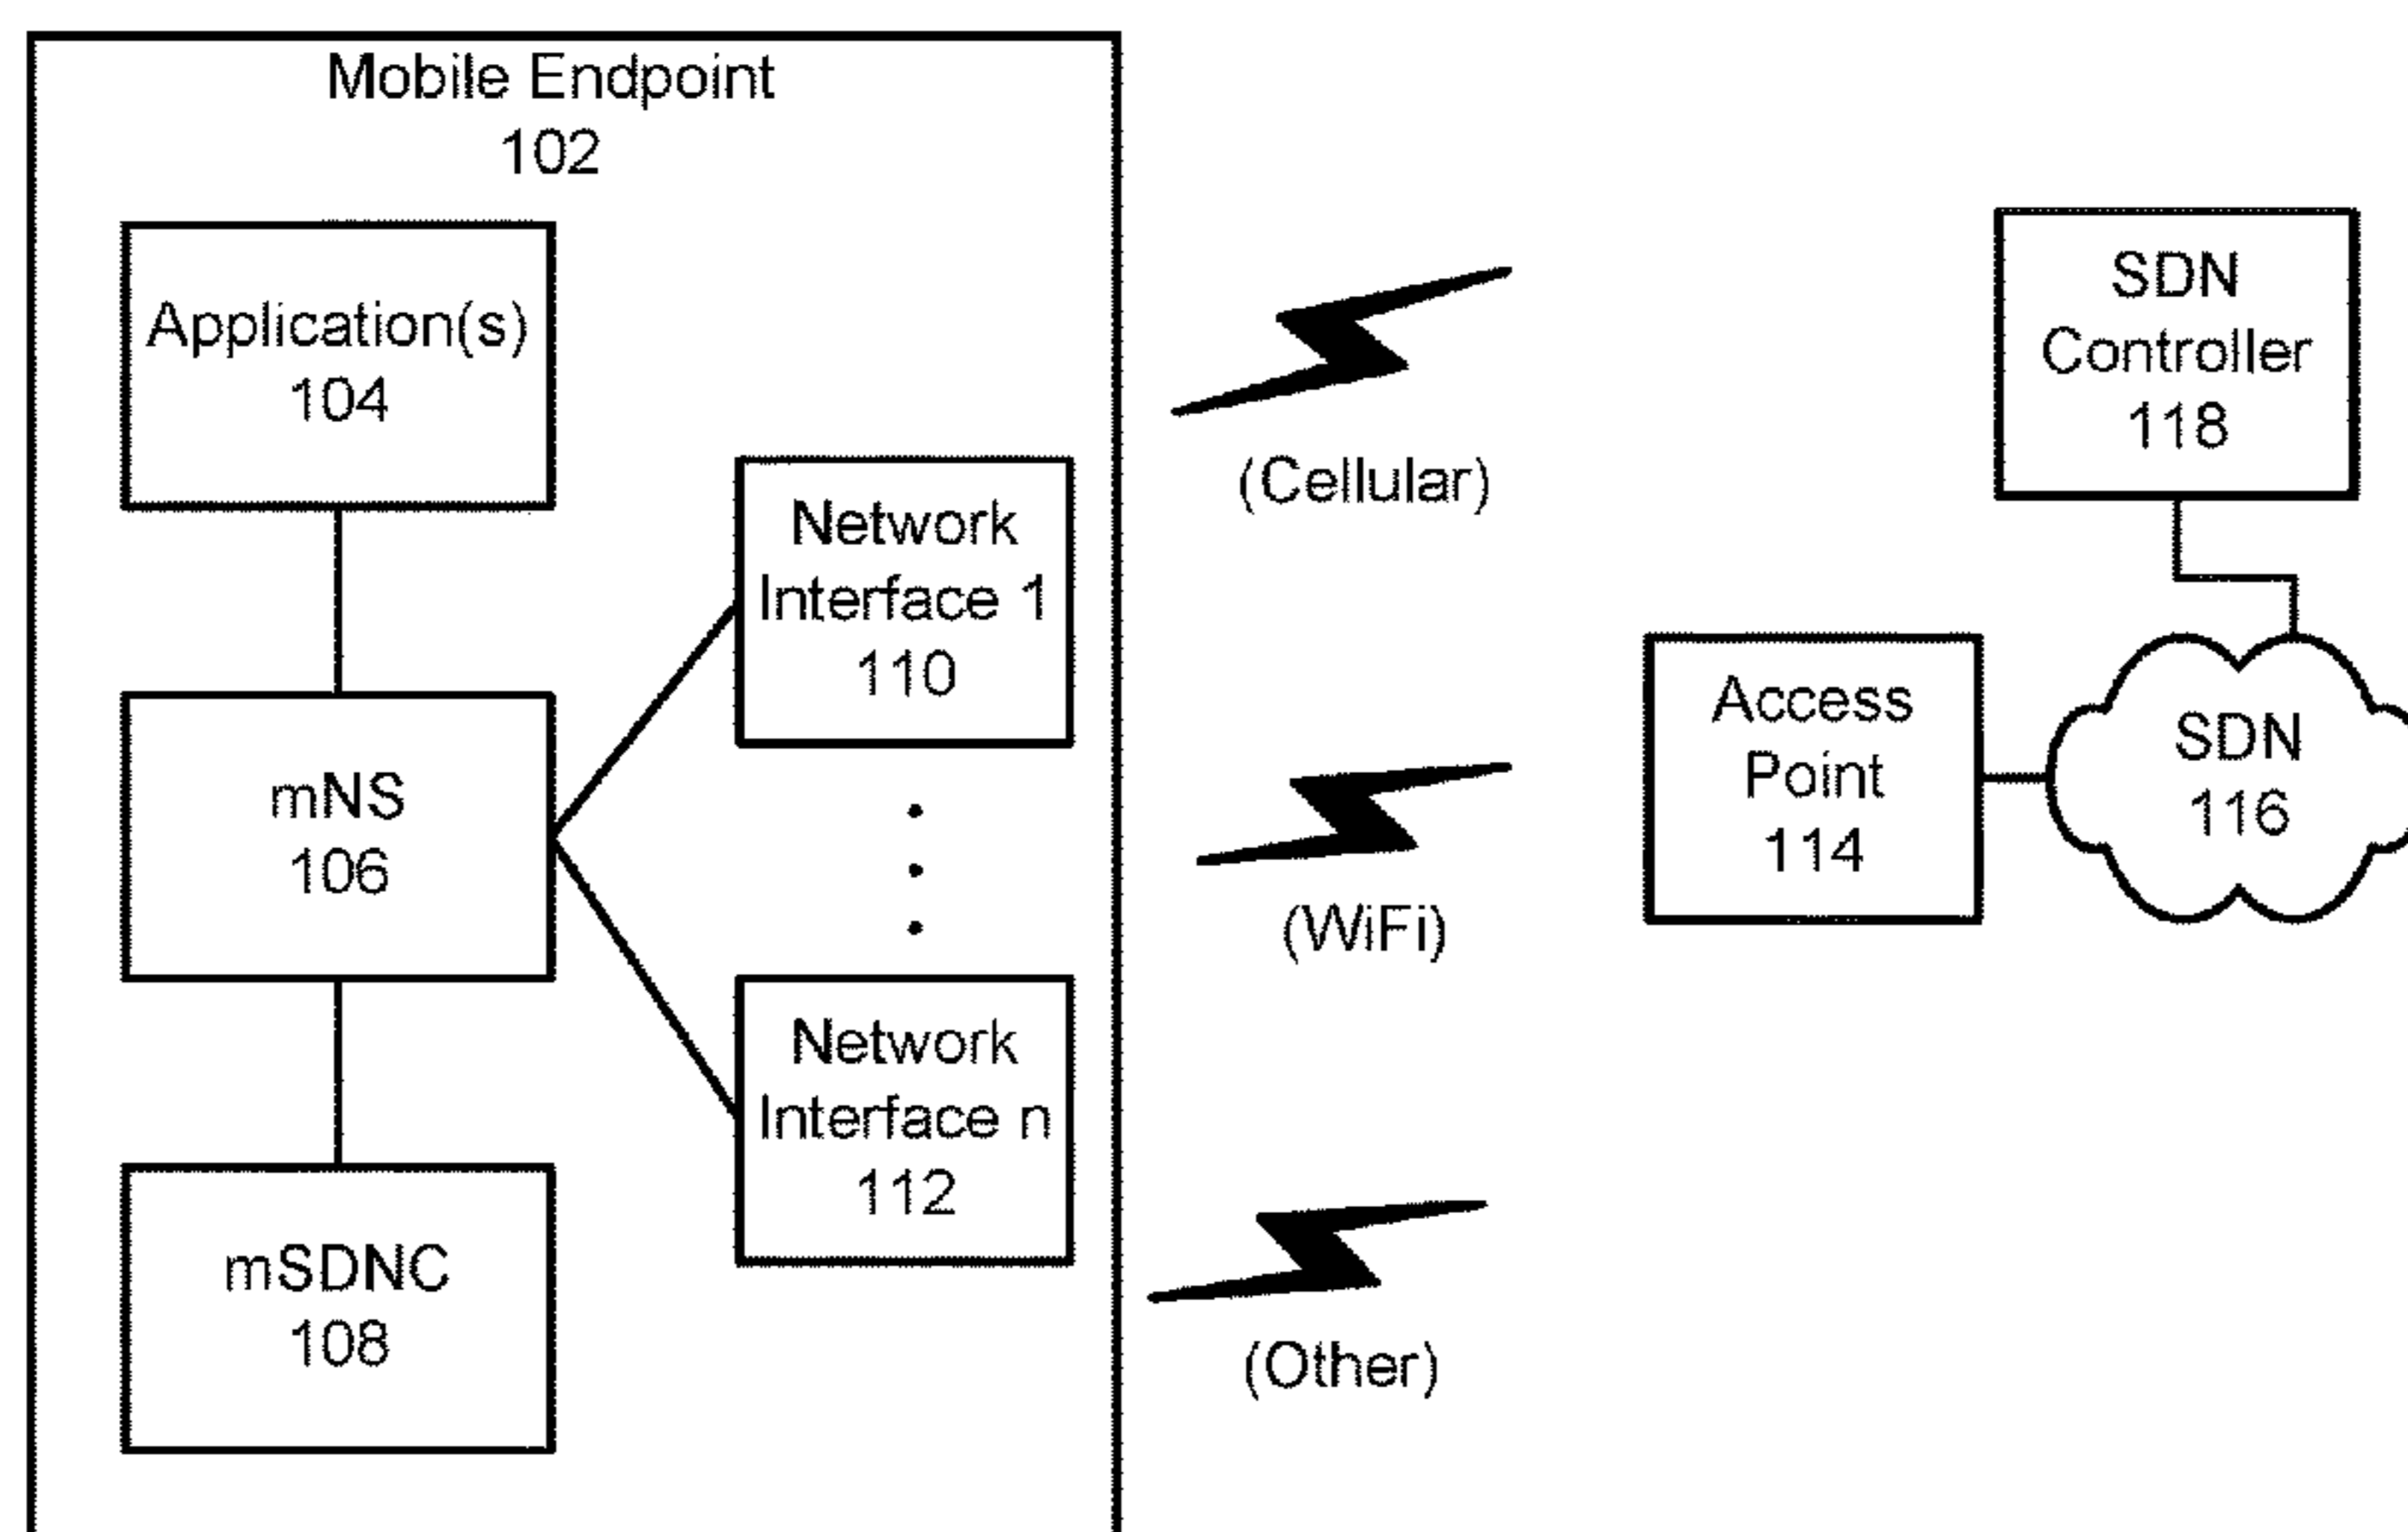 Mobile Endpoint
102
Application(s)
104
mNS
106
mSDNC
108
Network
Interface 1
110
Network
Interface n
112
(Cellular)
(WiFi)
(Other)
Access
Point
114
SDN
Controller
118
SDN
116